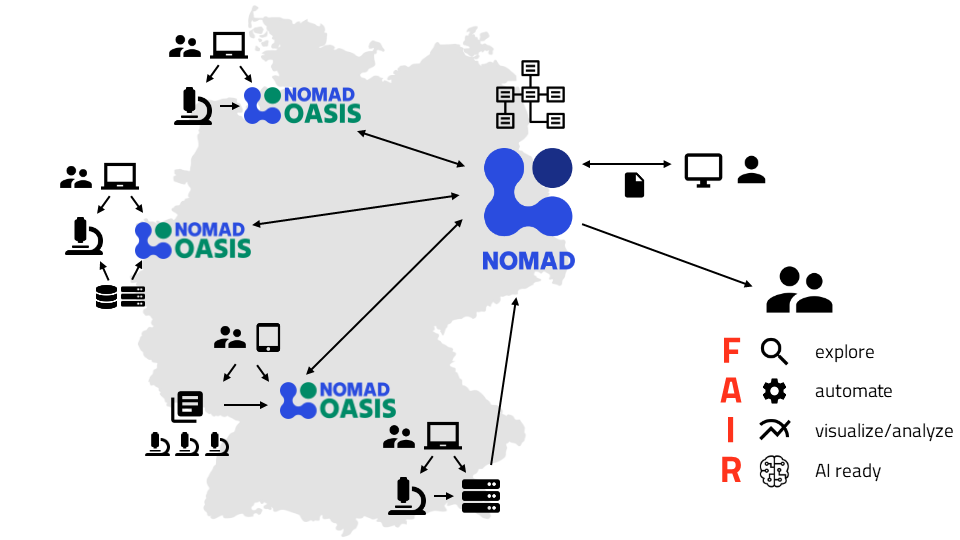 NOMAD
OASIS
NOMAD
OASIS
NOMAD
NOMAD
OASIS
F explore
A automate
I visualize/analyze
R AI ready